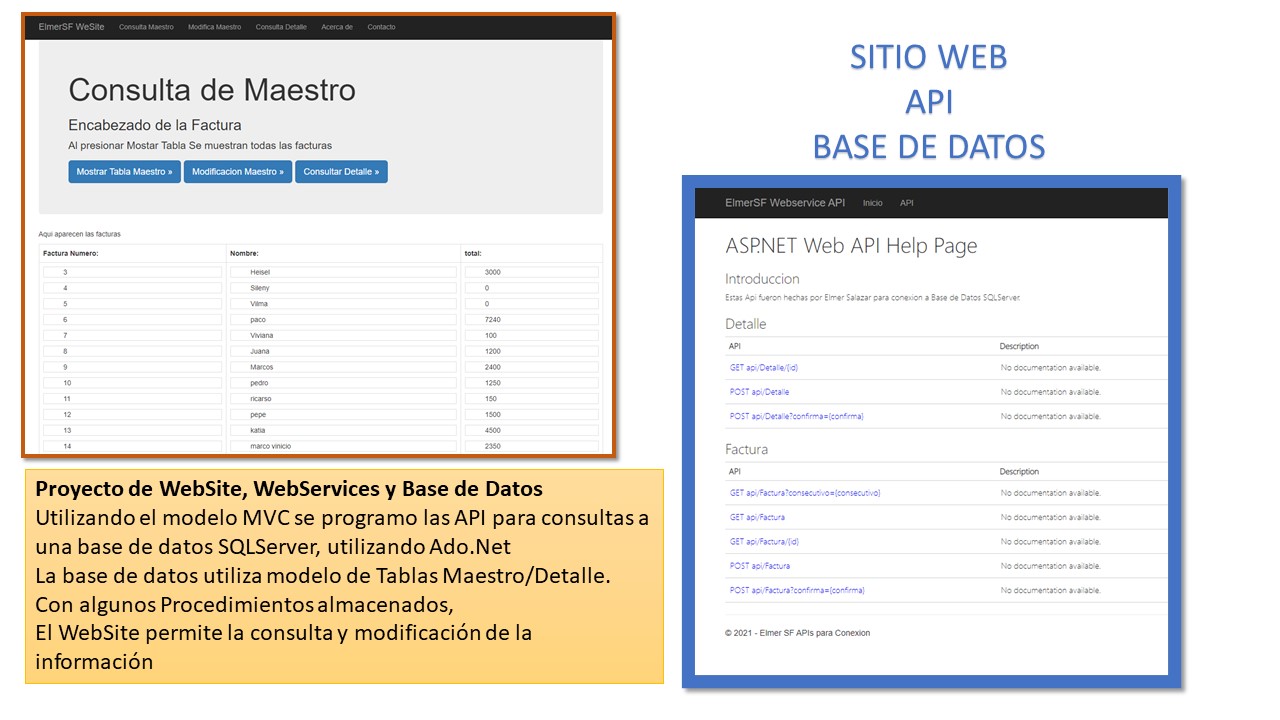 ElmerSF WeSite Consulta Maestro Modifica Maestro Consulta Detalle Acerca de Contacto
Consulta de Maestro
Encabezado de la Factura
Al presionar Mostar Tabla Se muestran todas las facturas
Mostrar Tabla Maestro » Modificacion Maestro » Consultar Detalle »
Aqui aparecen las facturas
Factura Numero: Nombre: total:
3 Heisel 3000
4 Sileny 0
5 Vilma 0
6 paco 7240
7 Viviana 100
8 Juana 1200
9 Marcos 2400
10 pedro 1250
11 ricarso 150
12 pepe 1500
13 katia 4500
14 marco vinicio 2350
Proyecto de WebSite, WebServices y Base de Datos
Utilizando el modelo MVC se programo las API para consultas a
una base de datos SQLServer, utilizando Ado.Net
La base de datos utiliza modelo de Tablas Maestro/Detalle.
Con algunos Procedimientos almacenados,
El WebSite permite la consulta y modificación de la
información
SITIO WEB
API
BASE DE DATOS
ElmerSF Webservice API Inicio API
ASP.NET Web API Help Page
Introduccion
Estas Api fueron hechas por Elmer Salazar para conexion a Base de Datos SQLServer.
Detalle
API Description
GET api/Detalle/{id} No documentation available.
POST api/Detalle No documentation available.
POST api/Detalle?confirma={confirma} No documentation available.
Factura
API Description
GET api/Factura?consecutivo={consecutivo} No documentation available.
GET api/Factura No documentation available.
GET api/Factura/{id} No documentation available.
POST api/Factura No documentation available.
POST api/Factura?confirma={confirma} No documentation available.
© 2021 - Elmer SF APIs para Conexion